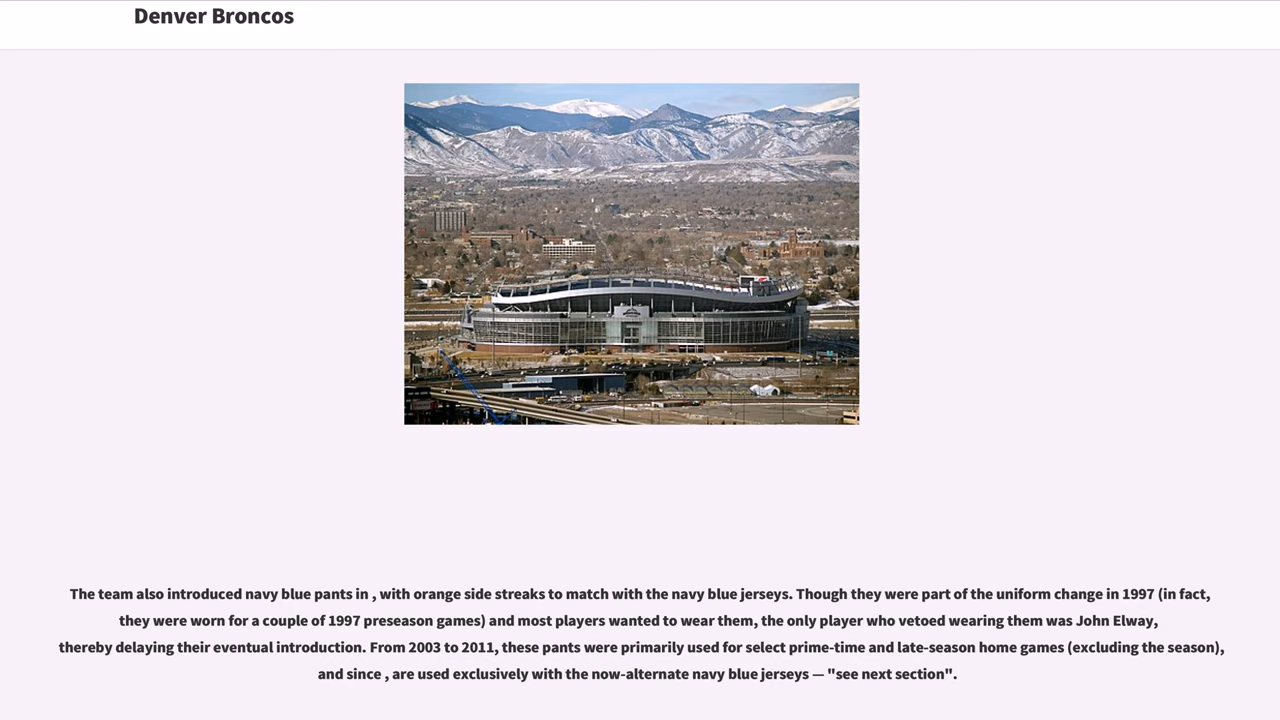 Denver Broncos
The team also introduced navy blue pants in , with orange side streaks to match with the navy blue jerseys. Though they were part of the uniform change in 1997 (in fact,
they were worn for a couple of 1997 preseason games) and most players wanted to wear them, the only player who vetoed wearing them was John Elway,
thereby delaying their eventual introduction. From 2003 to 2011, these pants were primarily used for select prime-time and late-season home games (excluding the season),
and since , are used exclusively with the now-alternate navy blue jerseys — "see next section".